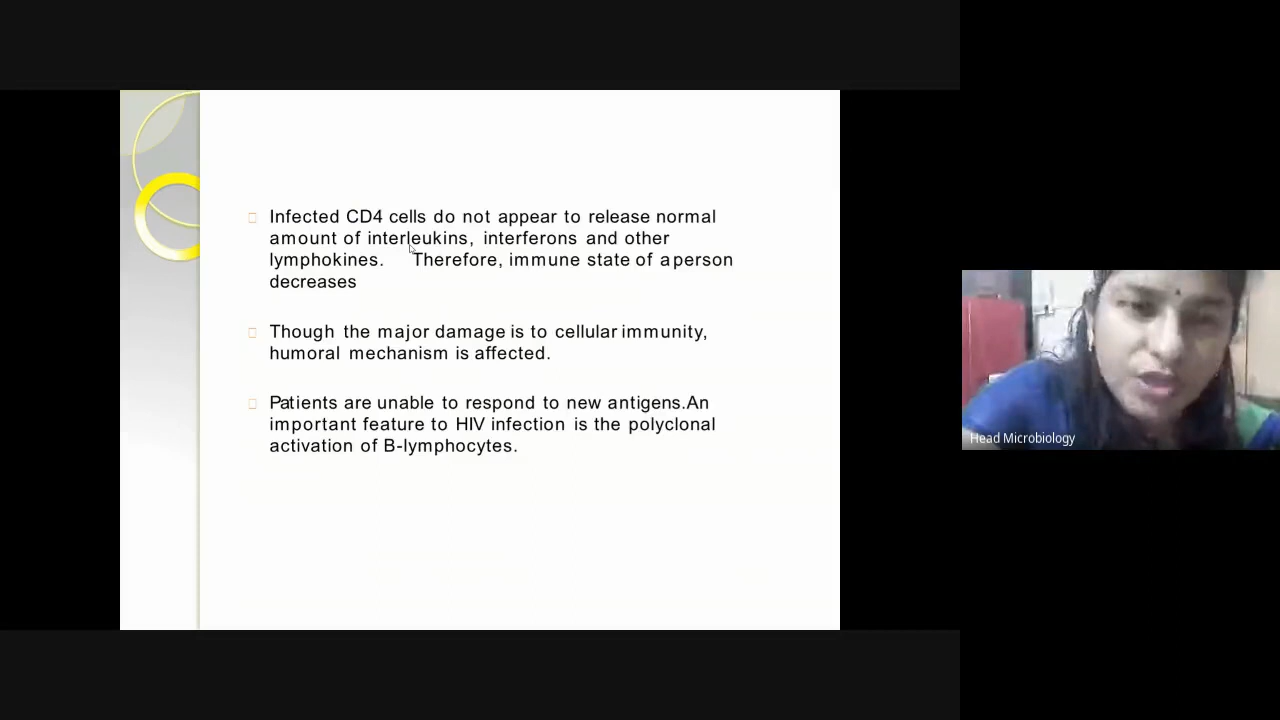 Infected CD4 cells do not appear to release normal
amount of interleukins, interferons and other
lymphokines. Therefore, immune state of a person
decreases
Though the major damage is to cellular immunity,
humoral mechanism is affected.
Patients are unable to respond to new antigens.An
important feature to HIV infection is the polyclonal
activation of B-lymphocytes.
Head Microbiology